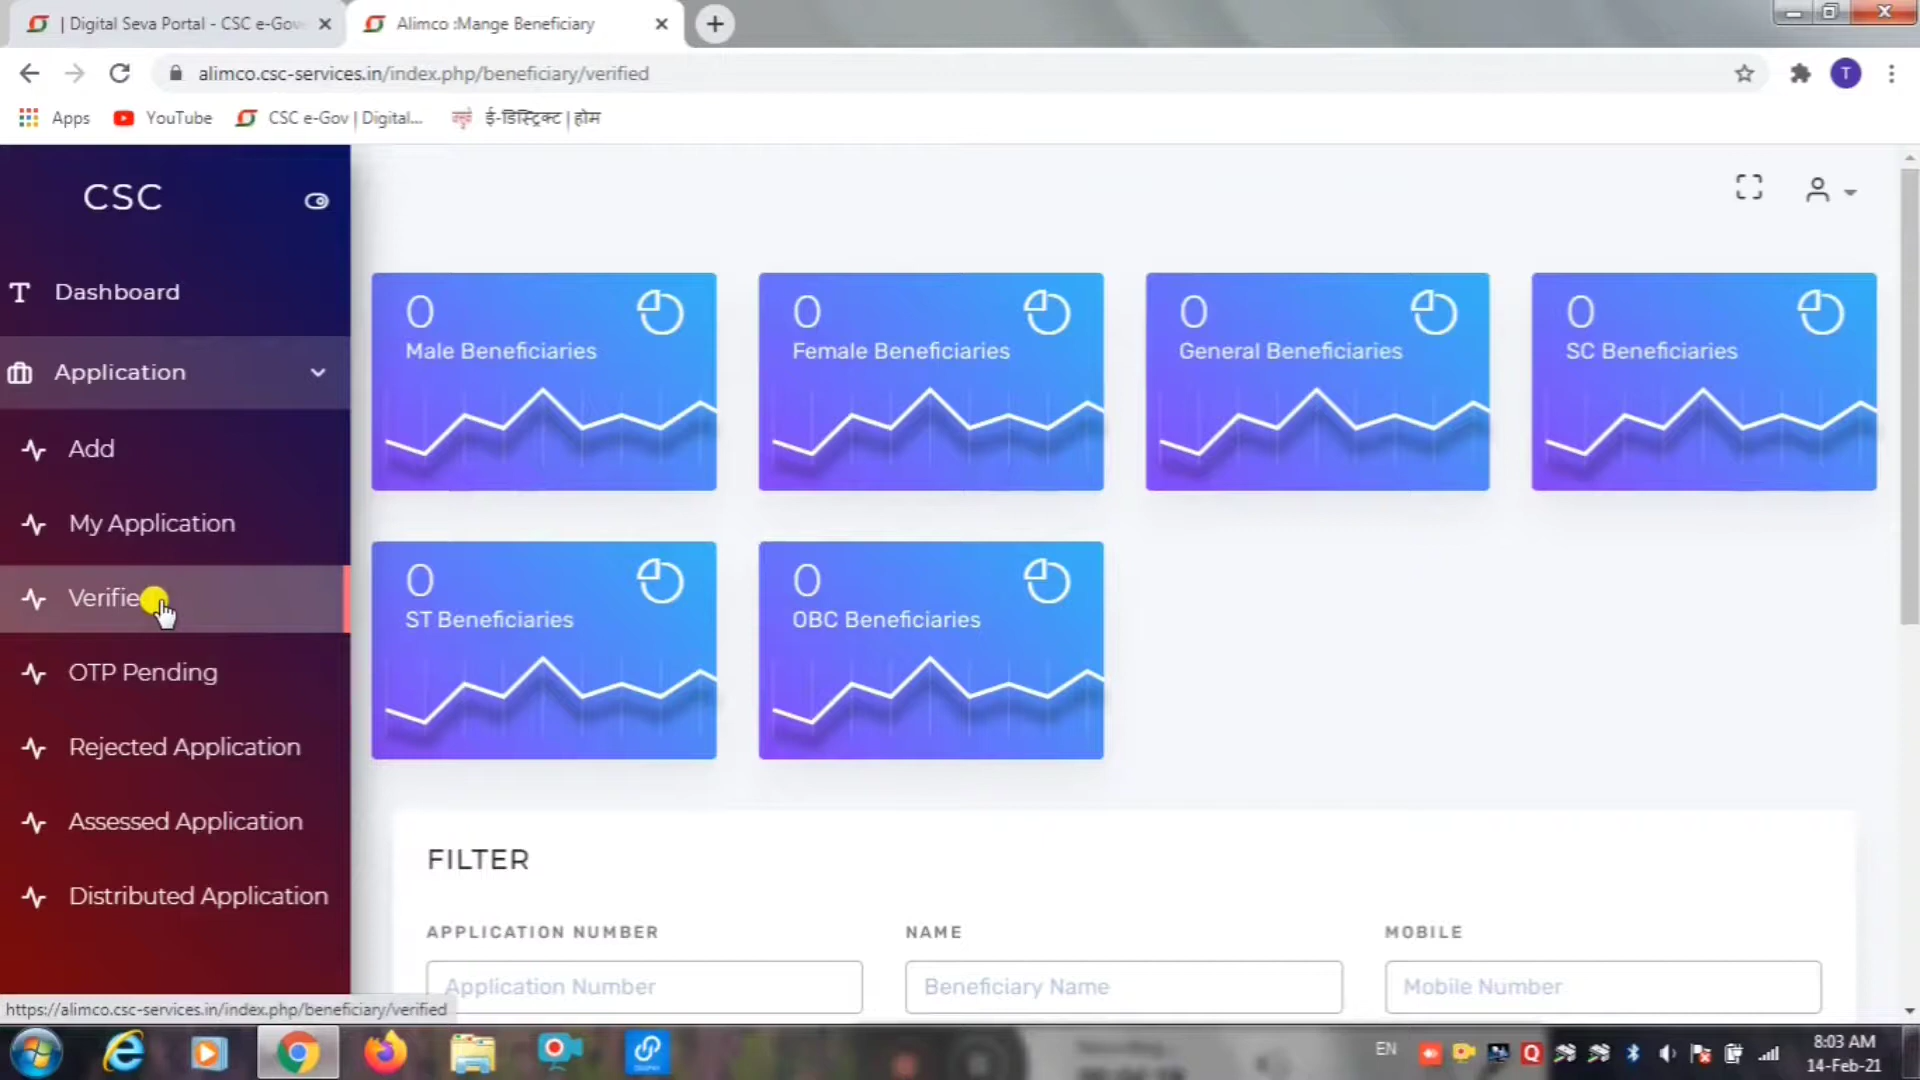 | Digital Seva Portal - CSC e-Gov
Alimco :Mange Beneficiary
alimco.csc-services.in/index.php/beneficiary/verified
T
Apps
YouTube
CSC e-Gov | Digital...
ई-डिस्ट्रिक्ट | होम
CSC
Dashboard
Application
Add
My Application
Verifie
OTP Pending
Rejected Application
Assessed Application
Distributed Application
0
Male Beneficiaries
0
Female Beneficiaries
0
General Beneficiaries
0
SC Beneficiaries
0
ST Beneficiaries
0
OBC Beneficiaries
FILTER
APPLICATION NUMBER
NAME
MOBILE
Application Number
Beneficiary Name
Mobile Number
https://alimco.csc-services.in/index.php/beneficiary/verified
EN
8:03 AM
14-Feb-21